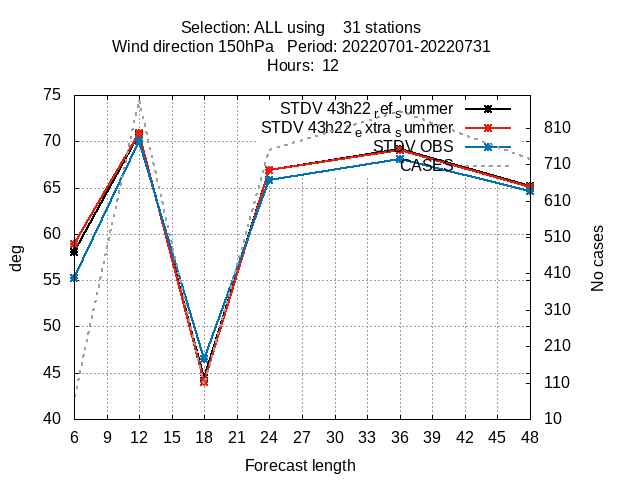 Selection: ALL using    31 stations
Wind direction 150hPa   Period: 20220701-20220731
Hours:  12
STDV 43h22refsummer
STDV 43h22extrasummer
STDV OBS
CASES
75
70
65
60
55
50
45
40
deg
810
710
610
510
410
310
210
110
10
No cases
6 9 12 15 18 21 24 27 30 33 36 39 42 45 48
Forecast length